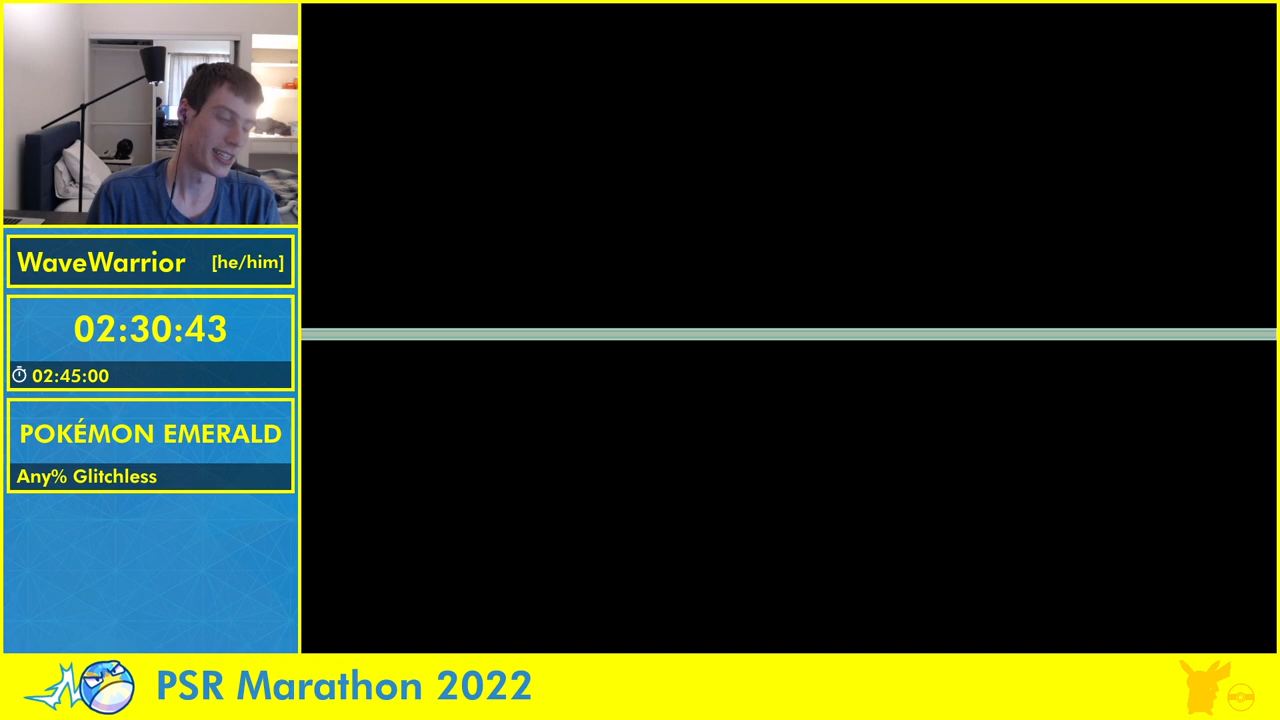 WaveWarrior [he/him]
02:30:43
02:45:00
POKÉMON EMERALD
Any% Glitchless
PSR Marathon 2022